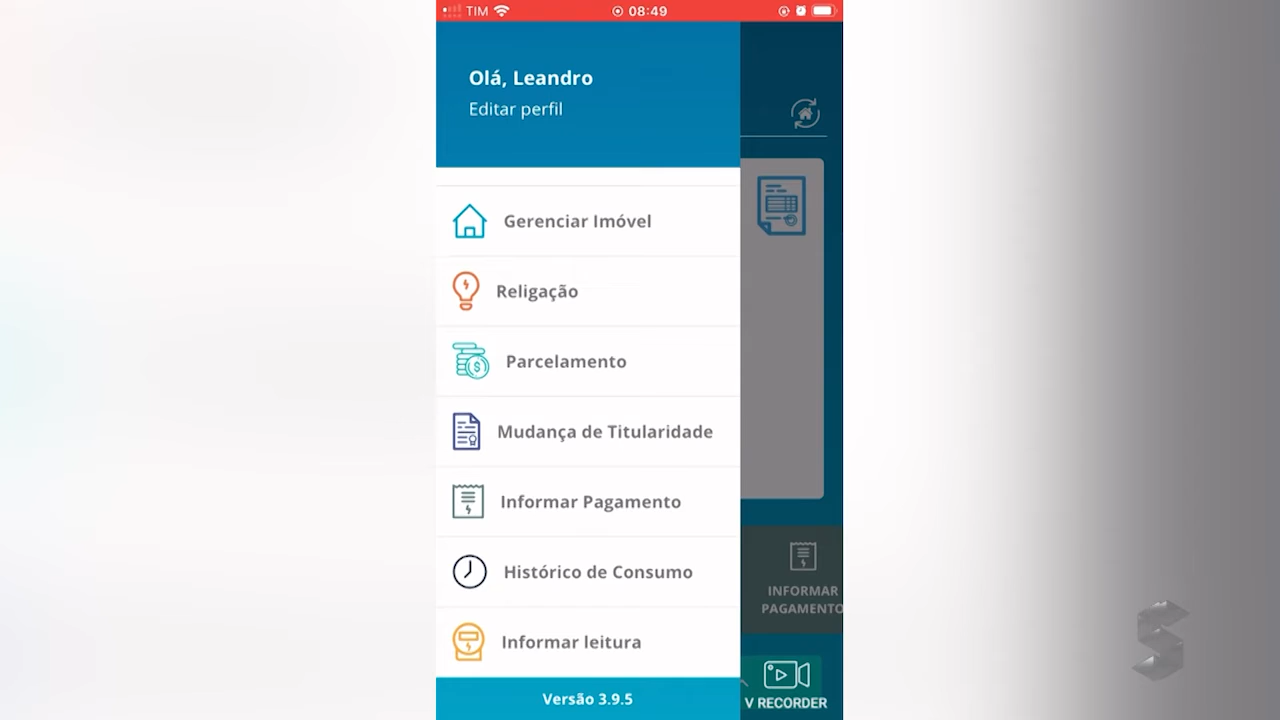 TIM 08:49
Olá, Leandro
Editar perfil
Gerenciar Imóvel
Religação
Parcelamento
Mudança de Titularidade
Informar Pagamento
Histórico de Consumo
Informar leitura
Versão 3.9.5
INFORMAR
PAGAMENTO
V RECORDER